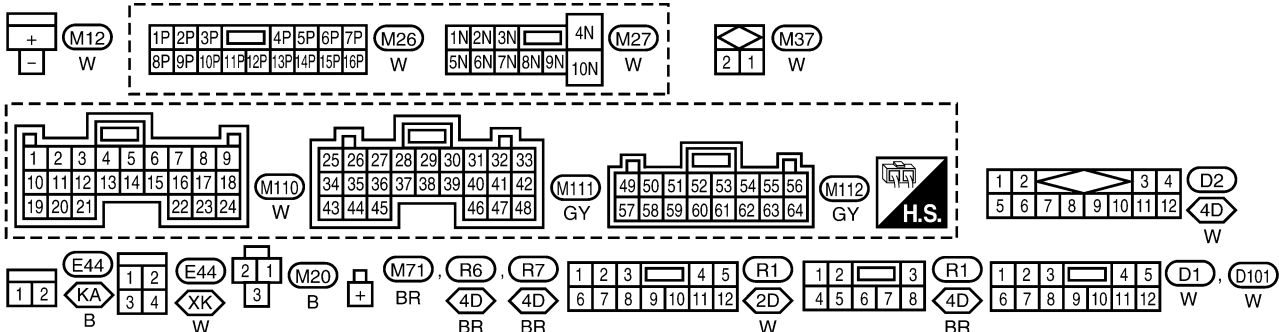 + M12 1P 2P 3P 4P 5P 6P 7P M26 1N 2N 3N 4N M27 M37
− W 8P 9P 10P 11P 12P 13P 14P 15P 16P W 5N 6N 7N 8N 9N 10N W 2 1 W
1 2 3 4 5 6 7 8 9 25 26 27 28 29 30 31 32 33
10 11 12 13 14 15 16 17 18 M110 34 35 36 37 38 39 40 41 42 M111 49 50 51 52 53 54 55 56 M112 1 2 3 4 D2
19 20 21 22 23 24 W 43 44 45 46 47 48 GY 57 58 59 60 61 62 63 64 GY H.S. 5 6 7 8 9 10 11 12 4D
W
E44 1 2 E44 2 1 M20 M71 , R6 , R7 1 2 3 4 5 R1 1 2 3 R1 1 2 3 4 5 D1 , D101
1 2 KA 3 4 XK 3 B + BR 4D 4D 6 7 8 9 10 11 12 2D 4 5 6 7 8 4D 6 7 8 9 10 11 12 W W
B W BR BR W BR